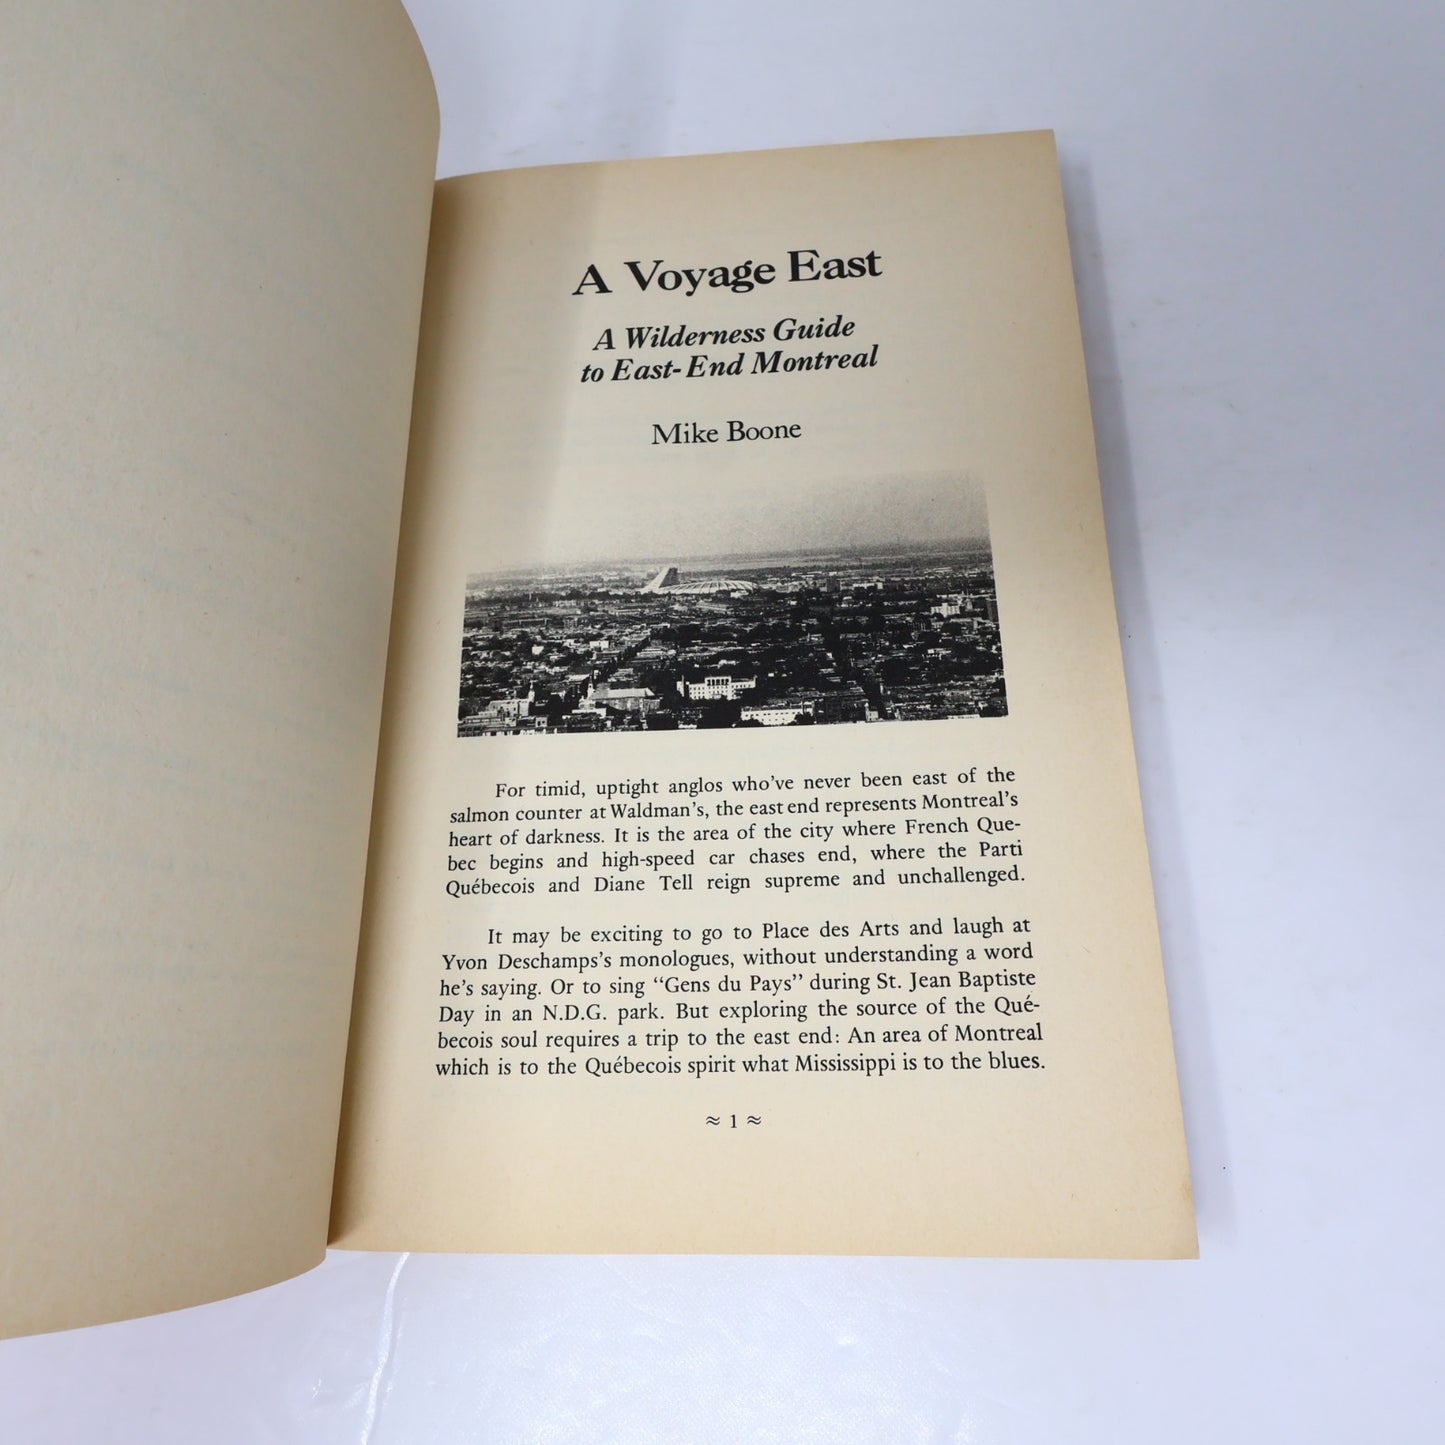 A Voyage East
A Wilderness Guide
to East-End Montreal
Mike Boone
For timid, uptight anglos who've never been east of the
salmon counter at Waldman's, the east end represents Montreal's
heart of darkness. It is the area of the city where French Que-
bec begins and high-speed car chases end, where the Parti
Québecois and Diane Tell reign supreme and unchallenged.
It may be exciting to go to Place des Arts and laugh at
Yvon Deschamps's monologues, without understanding a word
he's saying. Or to sing “Gens du Pays” during St. Jean Baptiste
Day in an N.D.G. park. But exploring the source of the Qué-
becois soul requires a trip to the east end: An area of Montreal
which is to the Québecois spirit what Mississippi is to the blues.
≈ 1 ≈